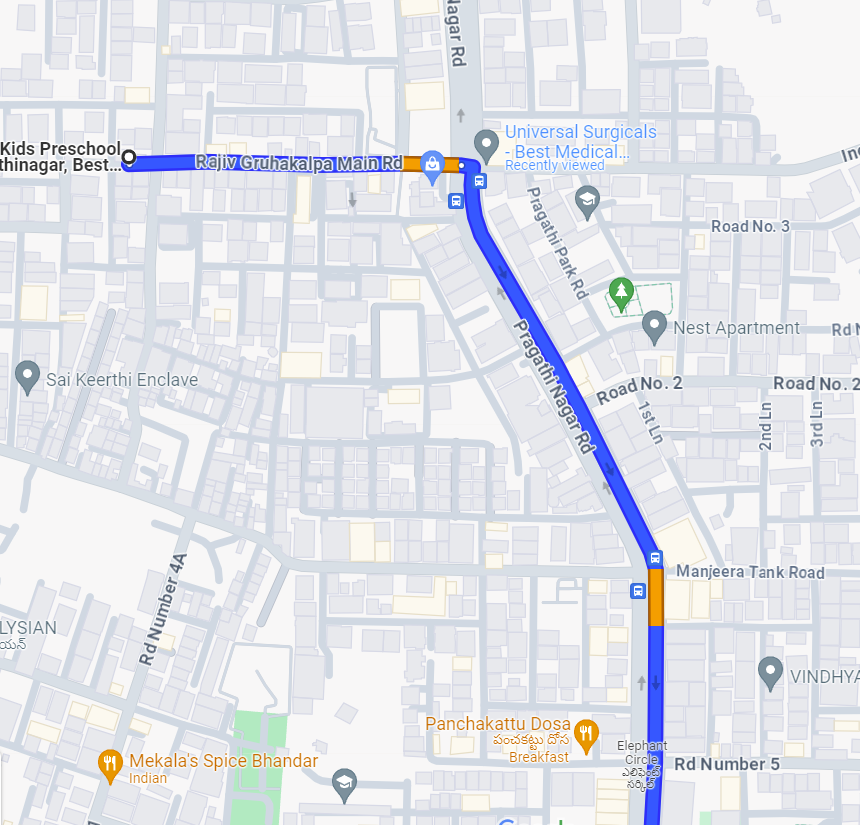 Nagar Rd
Kids Preschool
thinagar, Best...
Rajiv Gruhakalpa Main Rd
Universal Surgicals
- Best Medical...
Recently viewed
Pragathi Park Rd
Road No. 3
Nest Apartment
Pragathi Nagar Rd
Sai Keerthi Enclave
Road No. 2
Road No. 2
1st Ln
2nd Ln
3rd Ln
Manjeera Tank Road
Rd Number 4A
LYSIAN
యన్
VINDHYA
Panchakattu Dosa
పంచకట్టు దోస
Breakfast
Elephant
Circle
ఎలిఫెంట్
సర్కిల్
Rd Number 5
Mekala's Spice Bhandar
Indian